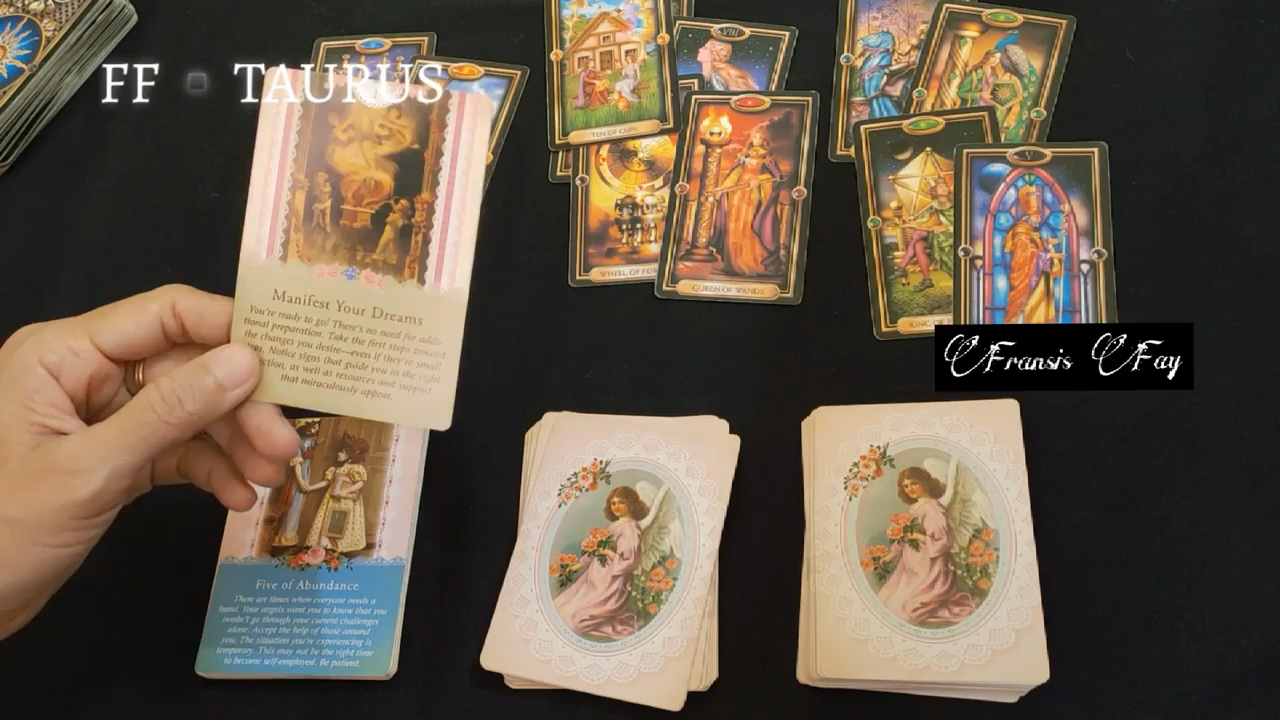 FF TAURUS
VIII
TEN OF CUPS
WHEEL OF FOR
QUEEN OF WANDS
V
KING OF
Fransis Fay
Manifest Your Dreams
You're ready to go! There's no need for addi-
tional preparation. Take the first steps toward
the changes you desire—even if they're small
Notice signs that guide you in the right
as well as resources and support
that miraculously appear.
Five of Abundance
There are times when everyone needs a
hand. Your angels want you to know that you
needn't go through your current challenges
alone. Accept the help of those around
you. The situation you're experiencing is
temporary. This may not be the right time
to become self-employed. Be patient.